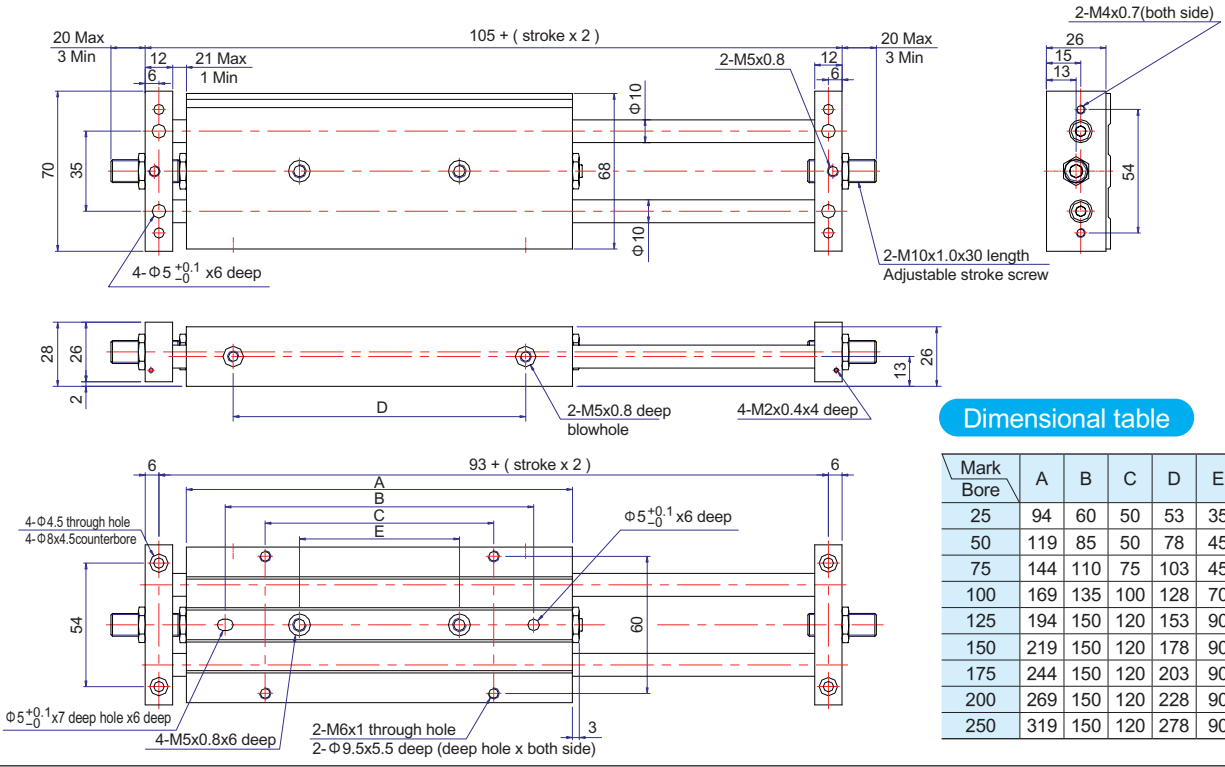 2-M4x0.7(both side)
20 Max
3 Min
105 + ( stroke x 2 )
20 Max
3 Min
12
6
21 Max
1 Min
2-M5x0.8
12
6
26
15
13
Φ10
70
35
68
54
Φ10
4-Φ5 +0.1 -0 x6 deep
2-M10x1.0x30 length
Adjustable stroke screw
28
26
2
13
26
D
2-M5x0.8 deep
blowhole
4-M2x0.4x4 deep
Dimensional table
6
93 + ( stroke x 2 )
6
A
B
C
E
4-Φ4.5 through hole
4-Φ8x4.5counterbore
Φ5 +0.1 -0 x6 deep
54
60
Φ5 +0.1 -0 x7 deep hole x6 deep
4-M5x0.8x6 deep
2-M6x1 through hole
2-Φ9.5x5.5 deep (deep hole x both side)
3
Mark
Bore A B C D E
25 94 60 50 53 35
50 119 85 50 78 45
75 144 110 75 103 45
100 169 135 100 128 70
125 194 150 120 153 90
150 219 150 120 178 90
175 244 150 120 203 90
200 269 150 120 228 90
250 319 150 120 278 90